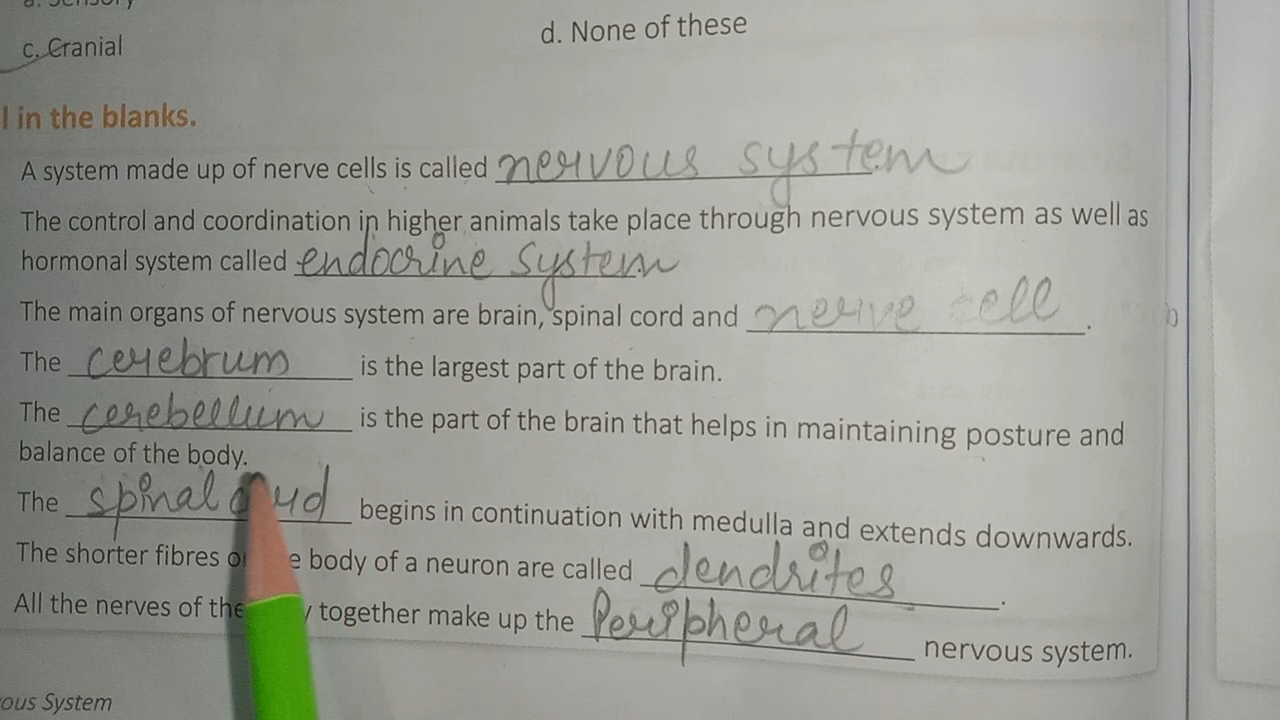 c. Cranial
d. None of these
l in the blanks.
A system made up of nerve cells is called nervous system
The control and coordination in higher animals take place through nervous system as well as
hormonal system called endocrine system
The main organs of nervous system are brain, spinal cord and nerve cell.
The cerebrum is the largest part of the brain.
The cerebellum is the part of the brain that helps in maintaining posture and
balance of the body.
The spinal begins in continuation with medulla and extends downwards.
The shorter fibres body of a neuron are called dendrites.
All the nerves of the together make up the Peripheral nervous system.
ous System